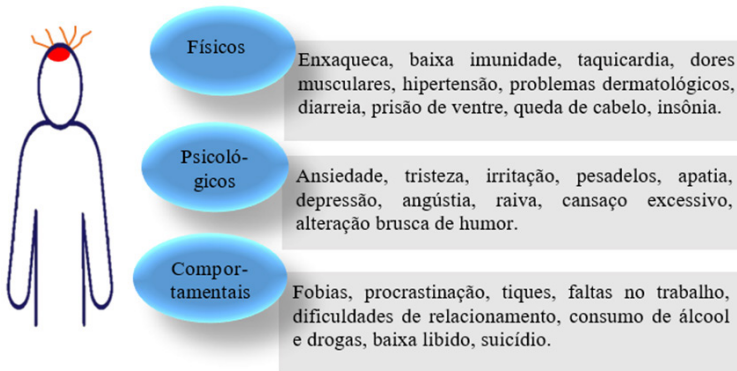 Físicos
Enxaqueca, baixa imunidade, taquicardia, dores
musculares, hipertensão, problemas dermatológicos,
diarreia, prisão de ventre, queda de cabelo, insônia.
Psicoló-
gicos
Ansiedade, tristeza, irritação, pesadelos, apatia,
depressão, angústia, raiva, cansaço excessivo,
alteração brusca de humor.
Compor-
tamentais
Fobias, procrastinação, tiques, faltas no trabalho,
dificuldades de relacionamento, consumo de álcool
e drogas, baixa libido, suicídio.